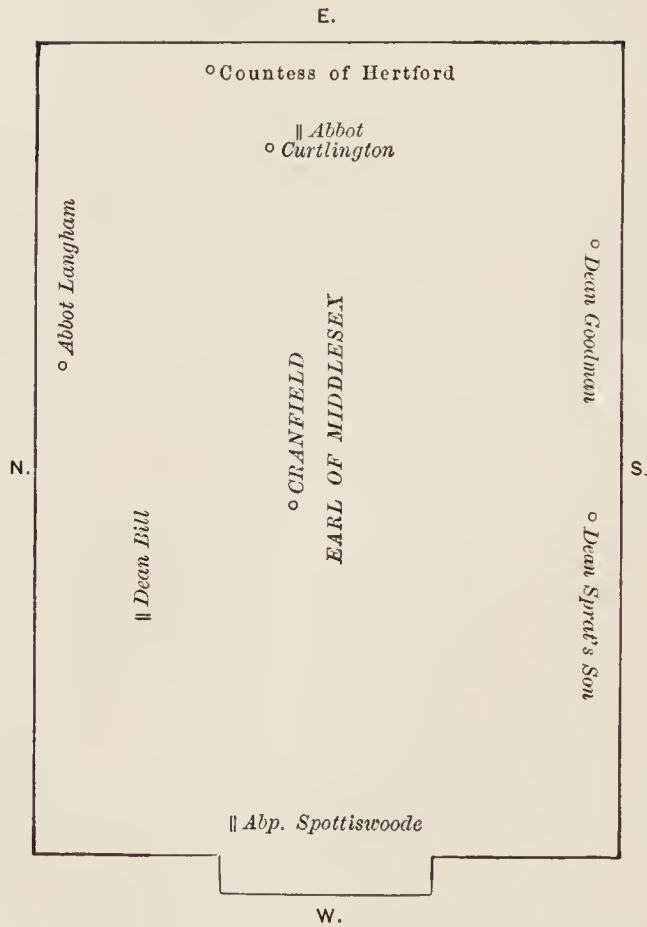 E.
° Countess of Hertford
|| Abbot
° Curtlington
° Abbot Langham
° Dean Goodman
° CRANFIELD
EARL OF MIDDLESEX
N.
S.
|| Dean Bill
° Dean Sprat's Son
|| Abp. Spottiswoode
W.